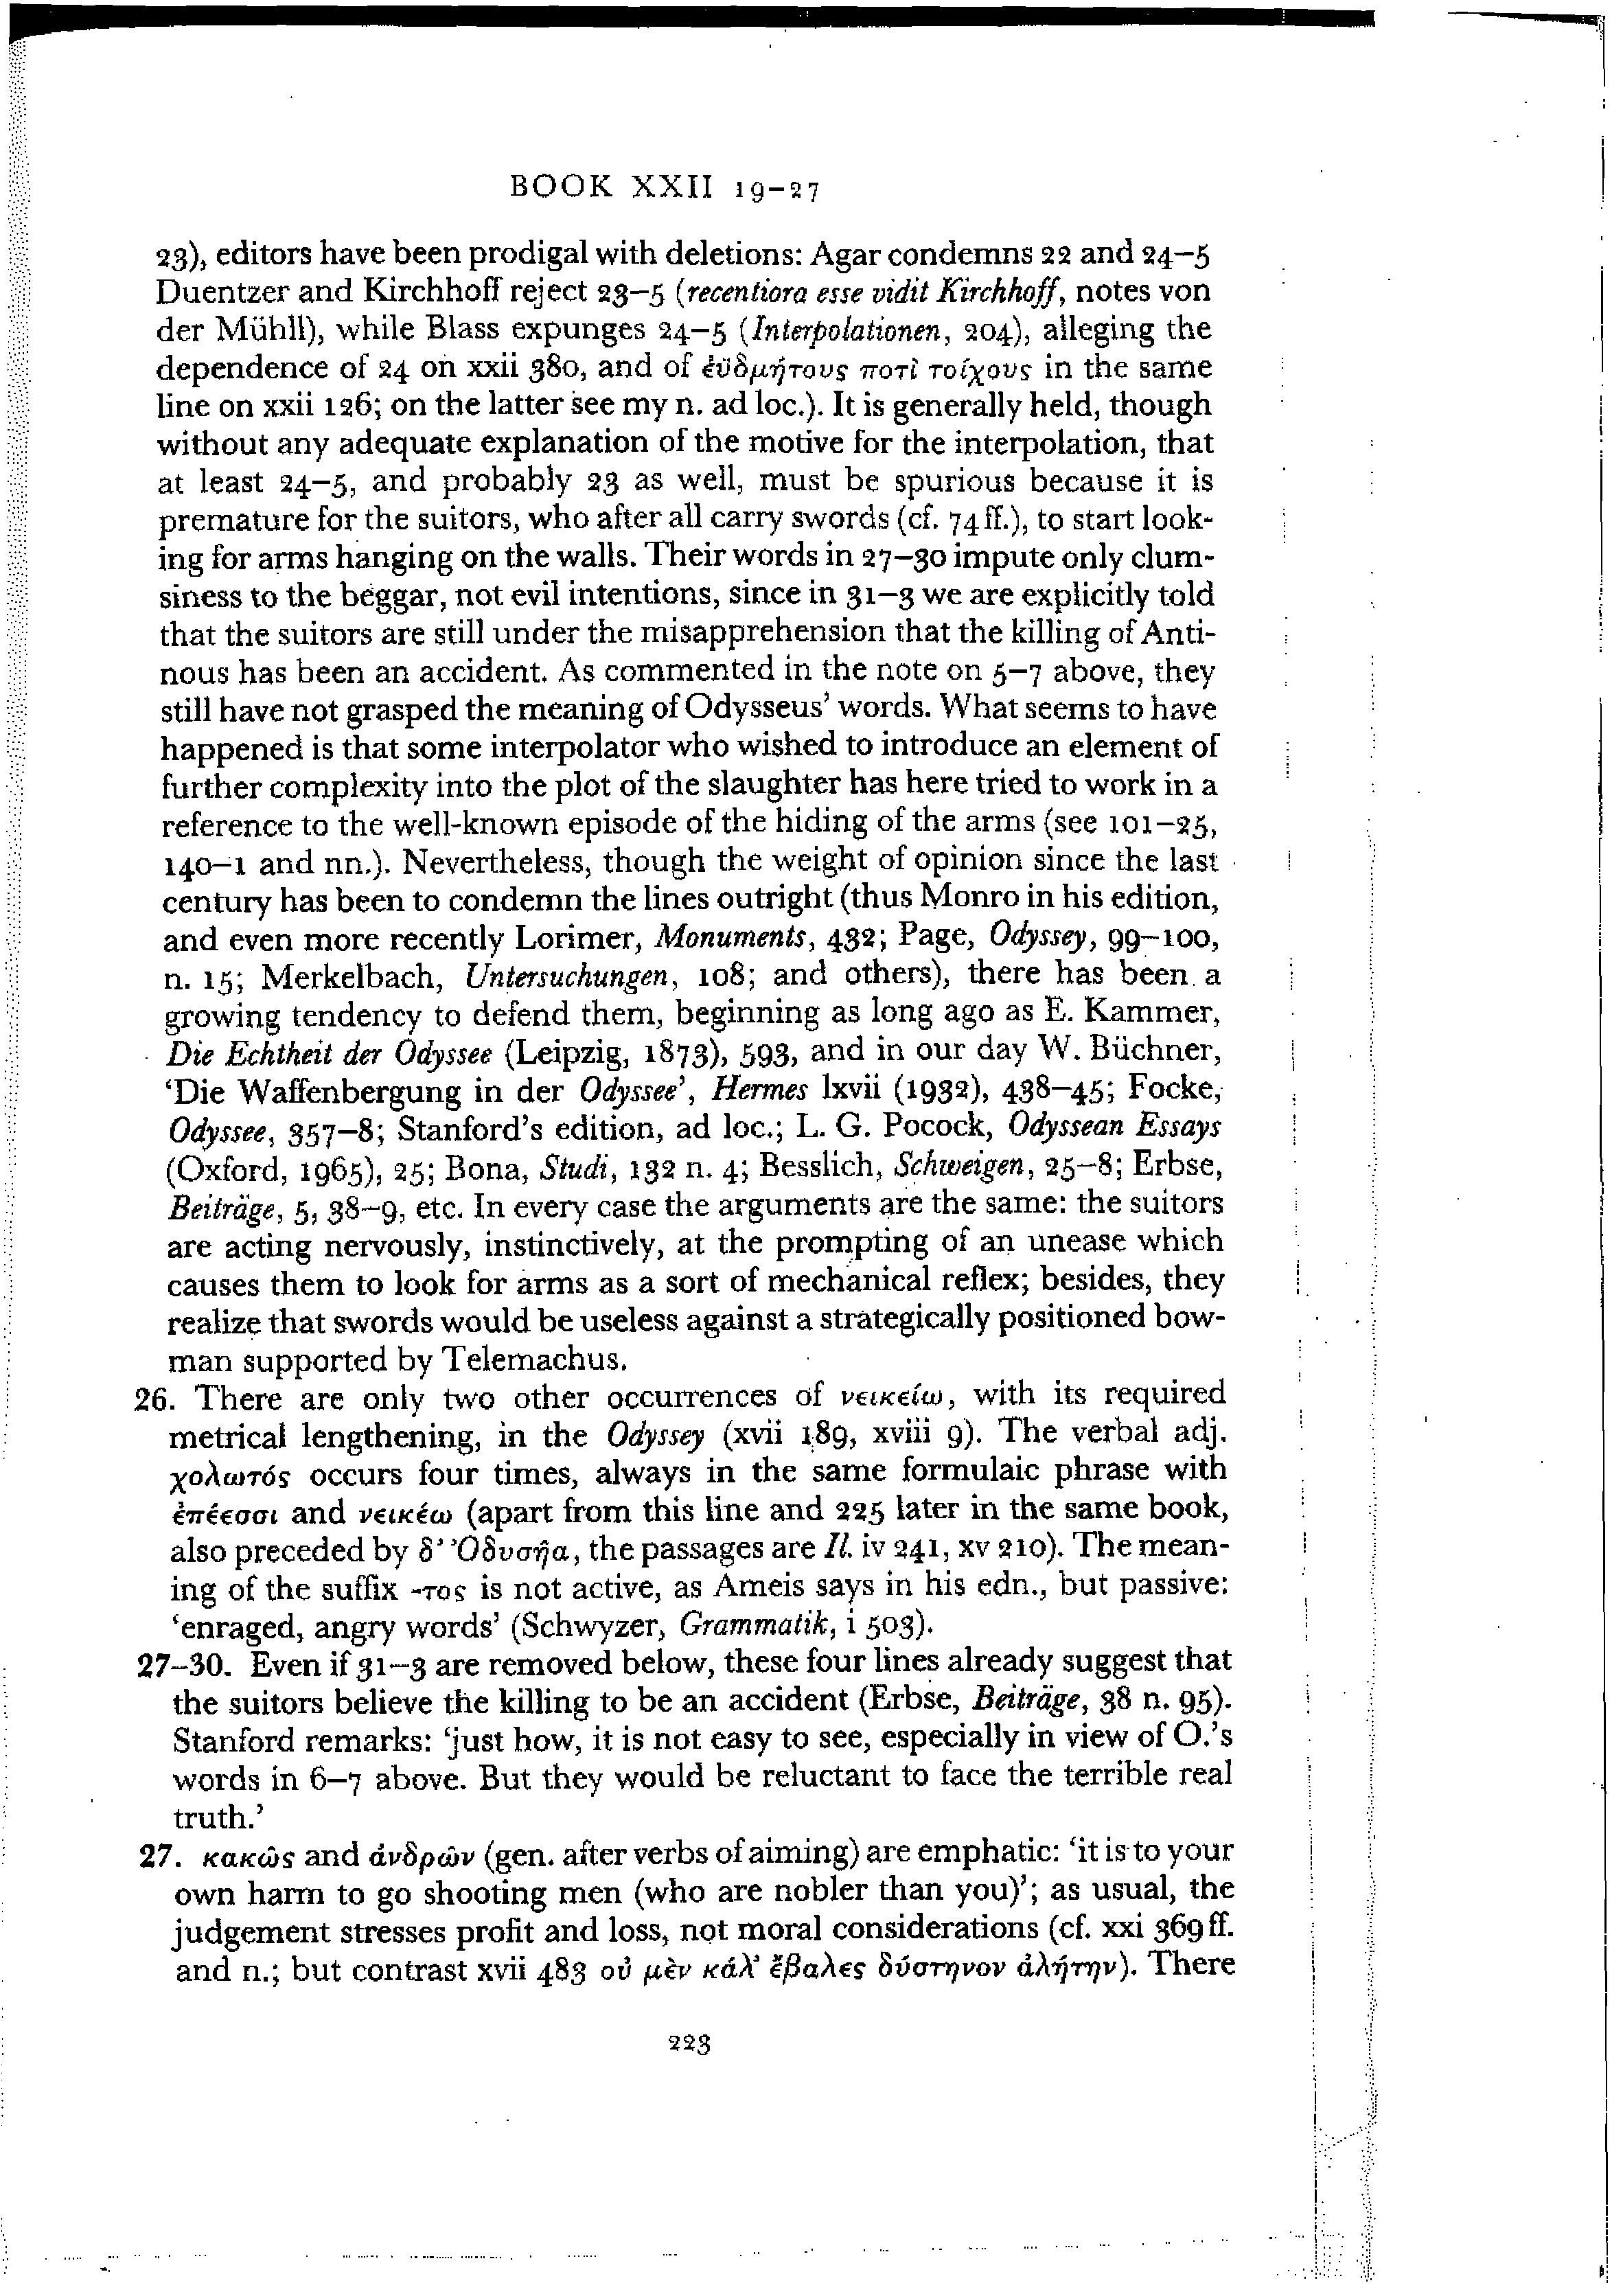 BOOK XXII 19–27
23), editors have been prodigal with deletions: Agar condemns 22 and 24–5
Duentzer and Kirchhoff reject 23–5 (recentiora esse vidit Kirchhoff, notes von
der Mühll), while Blass expunges 24–5 (Interpolationen, 204), alleging the
dependence of 24 on xxii 380, and of ἐϋδμήτους ποτὶ τοίχους in the same
line on xxii 126; on the latter see my n. ad loc.). It is generally held, though
without any adequate explanation of the motive for the interpolation, that
at least 24–5, and probably 23 as well, must be spurious because it is
premature for the suitors, who after all carry swords (cf. 74 ff.), to start look-
ing for arms hanging on the walls. Their words in 27–30 impute only clum-
siness to the beggar, not evil intentions, since in 31–3 we are explicitly told
that the suitors are still under the misapprehension that the killing of Anti-
nous has been an accident. As commented in the note on 5–7 above, they
still have not grasped the meaning of Odysseus' words. What seems to have
happened is that some interpolator who wished to introduce an element of
further complexity into the plot of the slaughter has here tried to work in a
reference to the well-known episode of the hiding of the arms (see 101–25,
140–1 and nn.). Nevertheless, though the weight of opinion since the last
century has been to condemn the lines outright (thus Monro in his edition,
and even more recently Lorimer, Monuments, 432; Page, Odyssey, 99–100,
n. 15; Merkelbach, Untersuchungen, 108; and others), there has been a
growing tendency to defend them, beginning as long ago as E. Kammer,
Die Echtheit der Odyssee (Leipzig, 1873), 593, and in our day W. Büchner,
'Die Waffenbergung in der Odyssee', Hermes lxvii (1932), 438–45; Focke,
Odyssee, 357–8; Stanford's edition, ad loc.; L. G. Pocock, Odyssean Essays
(Oxford, 1965), 25; Bona, Studi, 132 n. 4; Besslich, Schweigen, 25–8; Erbse,
Beiträge, 5, 38–9, etc. In every case the arguments are the same: the suitors
are acting nervously, instinctively, at the prompting of an unease which
causes them to look for arms as a sort of mechanical reflex; besides, they
realize that swords would be useless against a strategically positioned bow-
man supported by Telemachus.
26. There are only two other occurrences of νεικείω, with its required
metrical lengthening, in the Odyssey (xvii 189, xviii 9). The verbal adj.
χολωτός occurs four times, always in the same formulaic phrase with
ἐπέεσσι and νεικέω (apart from this line and 225 later in the same book,
also preceded by δ' Ὀδυσῆα, the passages are Il. iv 241, xv 210). The mean-
ing of the suffix -τος is not active, as Ameis says in his edn., but passive:
'enraged, angry words' (Schwyzer, Grammatik, i 503).
27–30. Even if 31–3 are removed below, these four lines already suggest that
the suitors believe the killing to be an accident (Erbse, Beiträge, 38 n. 95).
Stanford remarks: 'just how, it is not easy to see, especially in view of O.'s
words in 6–7 above. But they would be reluctant to face the terrible real
truth.'
27. κακῶς and ἀνδρῶν (gen. after verbs of aiming) are emphatic: 'it is to your
own harm to go shooting men (who are nobler than you)'; as usual, the
judgement stresses profit and loss, not moral considerations (cf. xxi 369 ff.
and n.; but contrast xvii 483 οὐ μὲν κάλ' ἔβαλες δύστηνον ἀλήτην). There
223